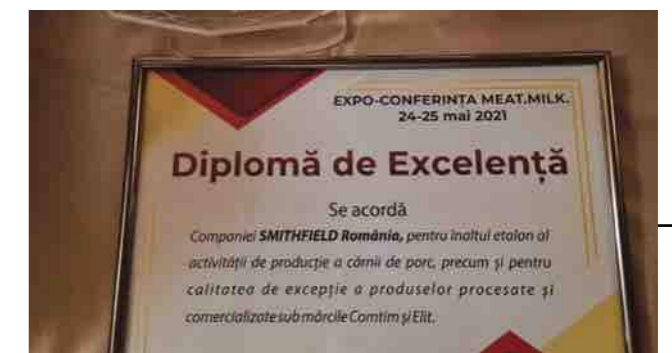 EXPO-CONFERINȚA MEAT.MILK.
24-25 mai 2021
Diplomă de Excelență
Se acordă
Companiei SMITHFIELD România, pentru înaltul etalon al
activității de producție a cărnii de porc, precum și pentru
calitatea de excepție a produselor procesate și
comercializate sub mărcile Comtim și Elit.